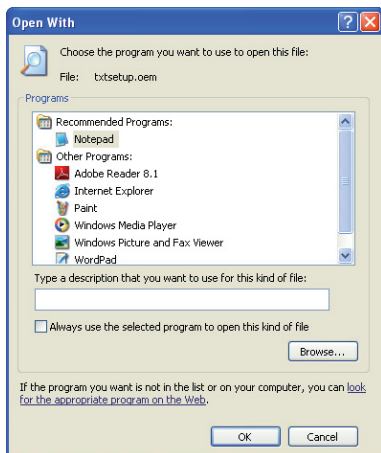 Open With
Choose the program you want to use to open this file:
File: txtsetup.oem
Programs
Recommended Programs:
Notepad
Other Programs:
Adobe Reader 8.1
Internet Explorer
Paint
Windows Media Player
Windows Picture and Fax Viewer
WordPad
Type a description that you want to use for this kind of file:
Always use the selected program to open this kind of file
Browse...
If the program you want is not in the list or on your computer, you can look
for the appropriate program on the Web.
OK Cancel